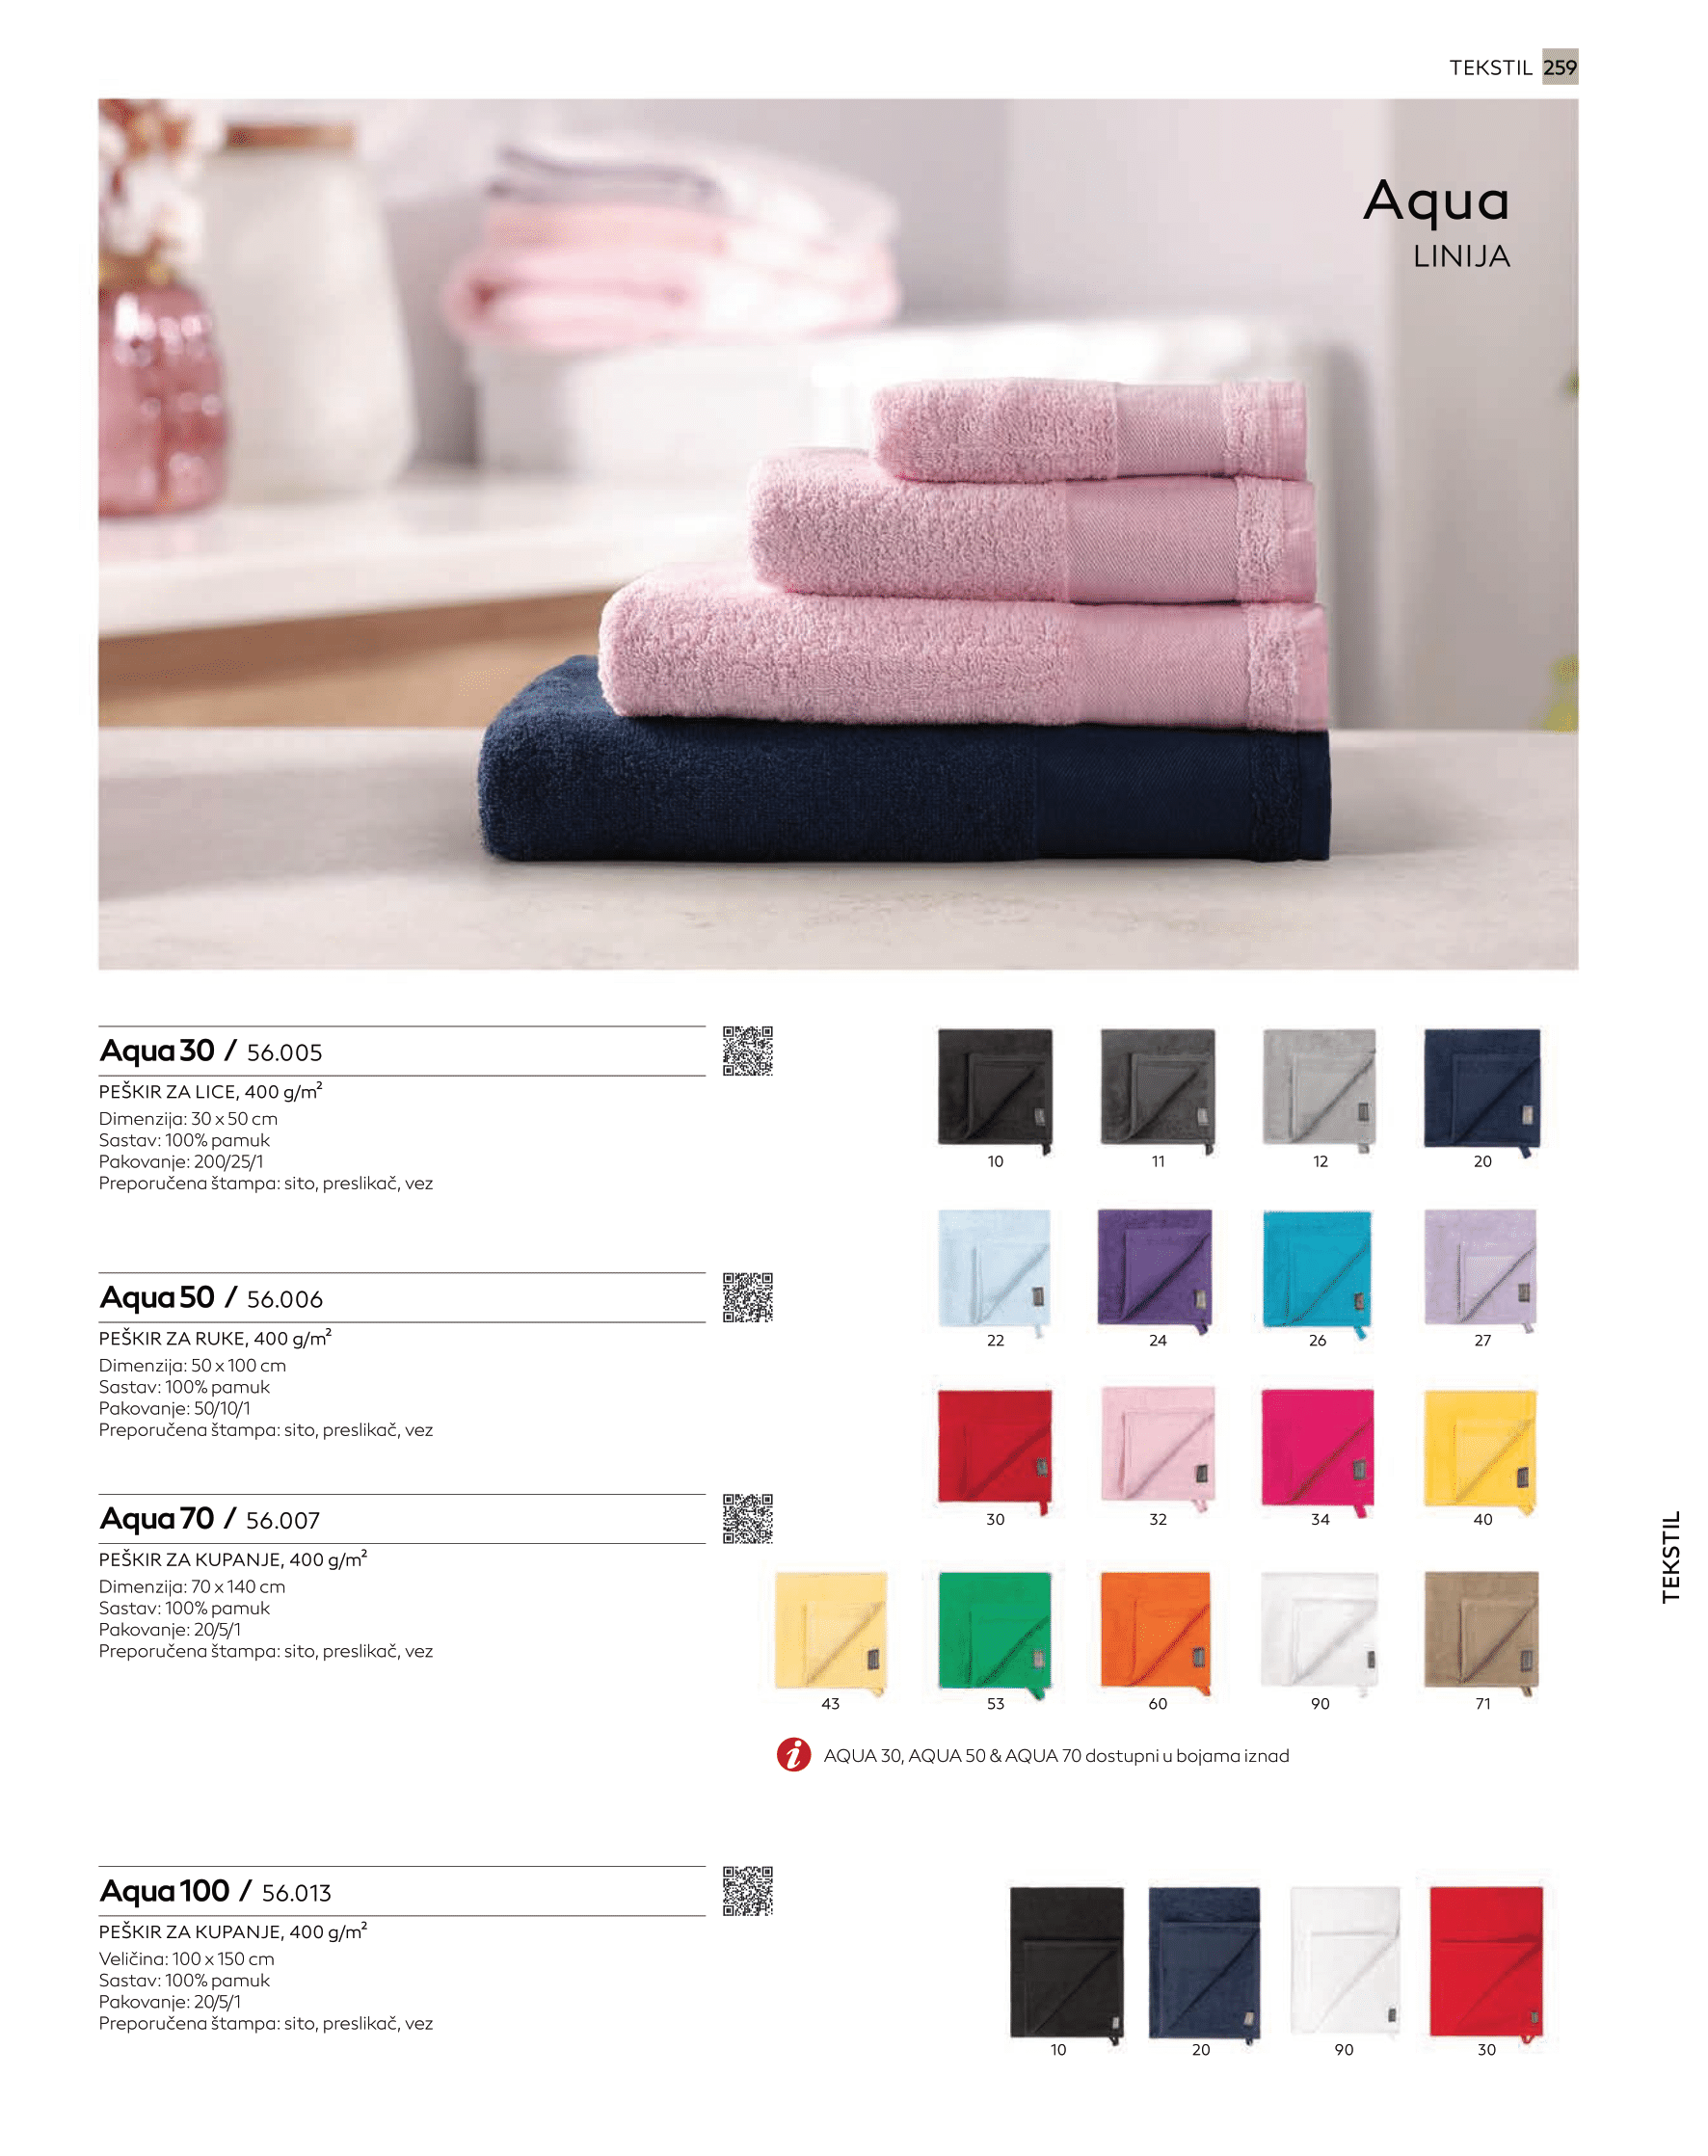 TEKSTIL 259
Aqua
LINIJA
Aqua 30 / 56.005
PEŠKIR ZA LICE, 400 g/m²
Dimenzija: 30 x 50 cm
Sastav: 100% pamuk
Pakovanje: 200/25/1
Preporučena štampa: sito, preslikač, vez
10 11 12 20
Aqua 50 / 56.006
PEŠKIR ZA RUKE, 400 g/m²
Dimenzija: 50 x 100 cm
Sastav: 100% pamuk
Pakovanje: 50/10/1
Preporučena štampa: sito, preslikač, vez
22 24 26 27
30 32 34 40
Aqua 70 / 56.007
PEŠKIR ZA KUPANJE, 400 g/m²
Dimenzija: 70 x 140 cm
Sastav: 100% pamuk
Pakovanje: 20/5/1
Preporučena štampa: sito, preslikač, vez
43 53 60 90 71
i AQUA 30, AQUA 50 & AQUA 70 dostupni u bojama iznad
TEKSTIL
Aqua 100 / 56.013
PEŠKIR ZA KUPANJE, 400 g/m²
Veličina: 100 x 150 cm
Sastav: 100% pamuk
Pakovanje: 20/5/1
Preporučena štampa: sito, preslikač, vez
10 20 90 30